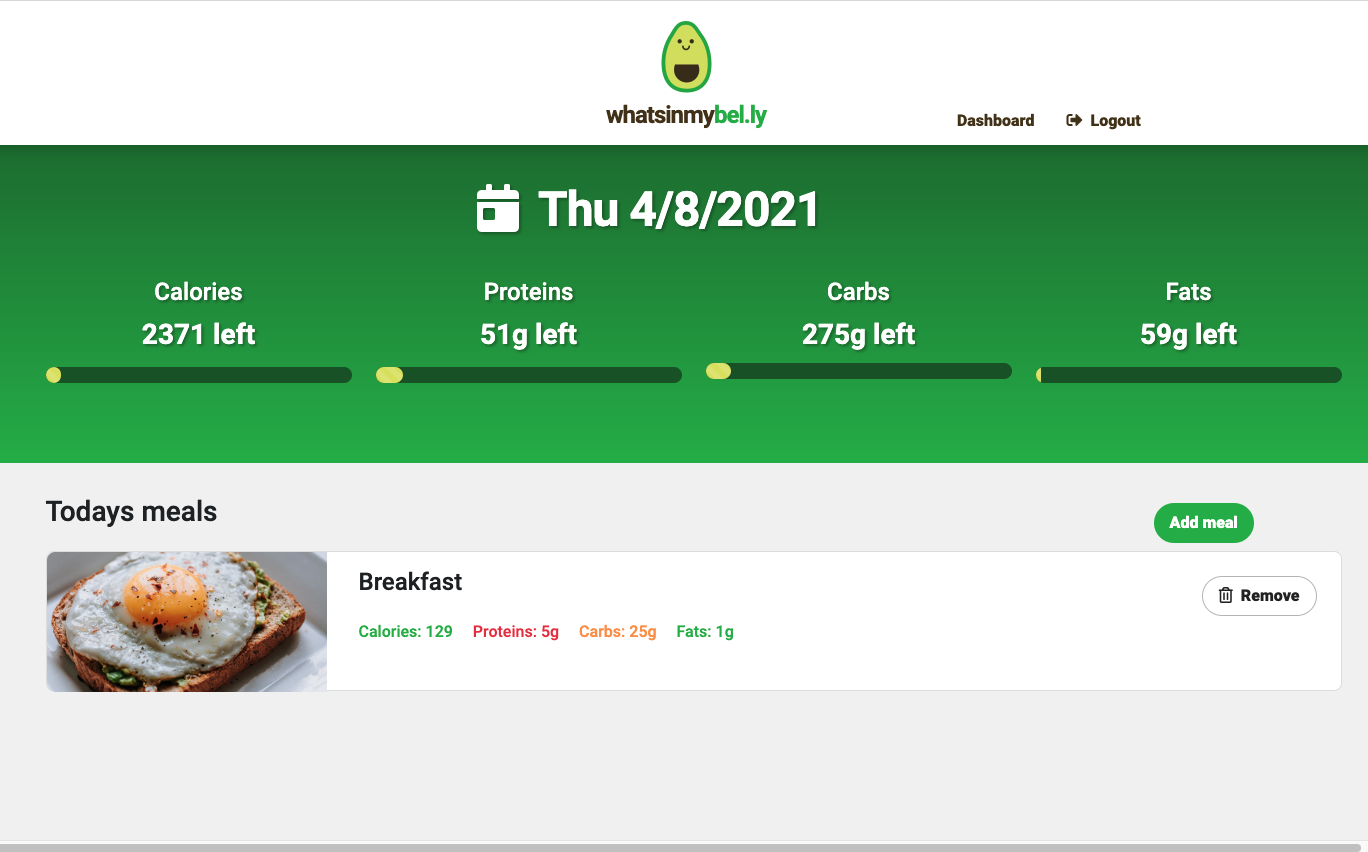 whatsinmybel.ly
Dashboard Logout
Thu 4/8/2021
Calories Proteins Carbs Fats
2371 left 51g left 275g left 59g left
Todays meals
Add meal
Breakfast
Remove
Calories: 129 Proteins: 5g Carbs: 25g Fats: 1g